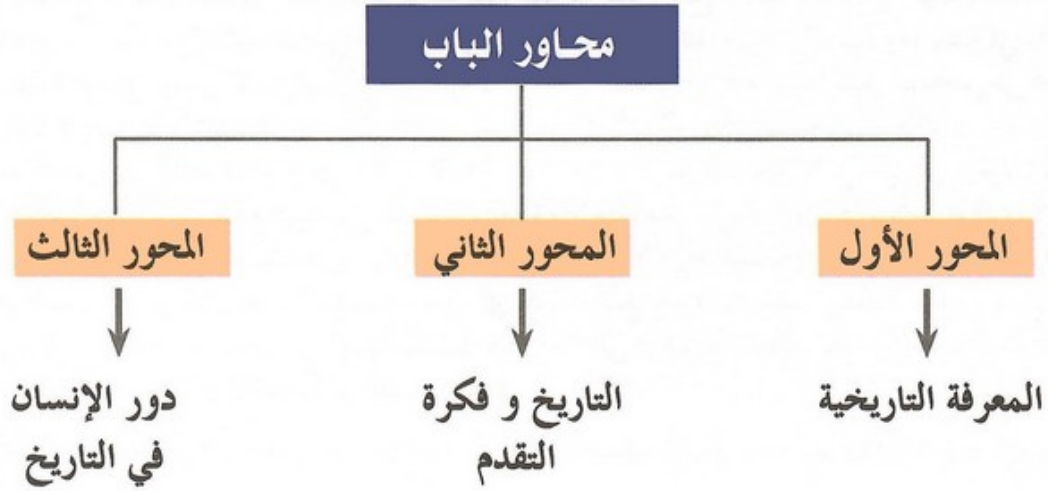 محاور الباب
المحور الأول
المحور الثاني
المحور الثالث
المعرفة التاريخية
التاريخ و فكرة
التقدم
دور الإنسان
في التاريخ